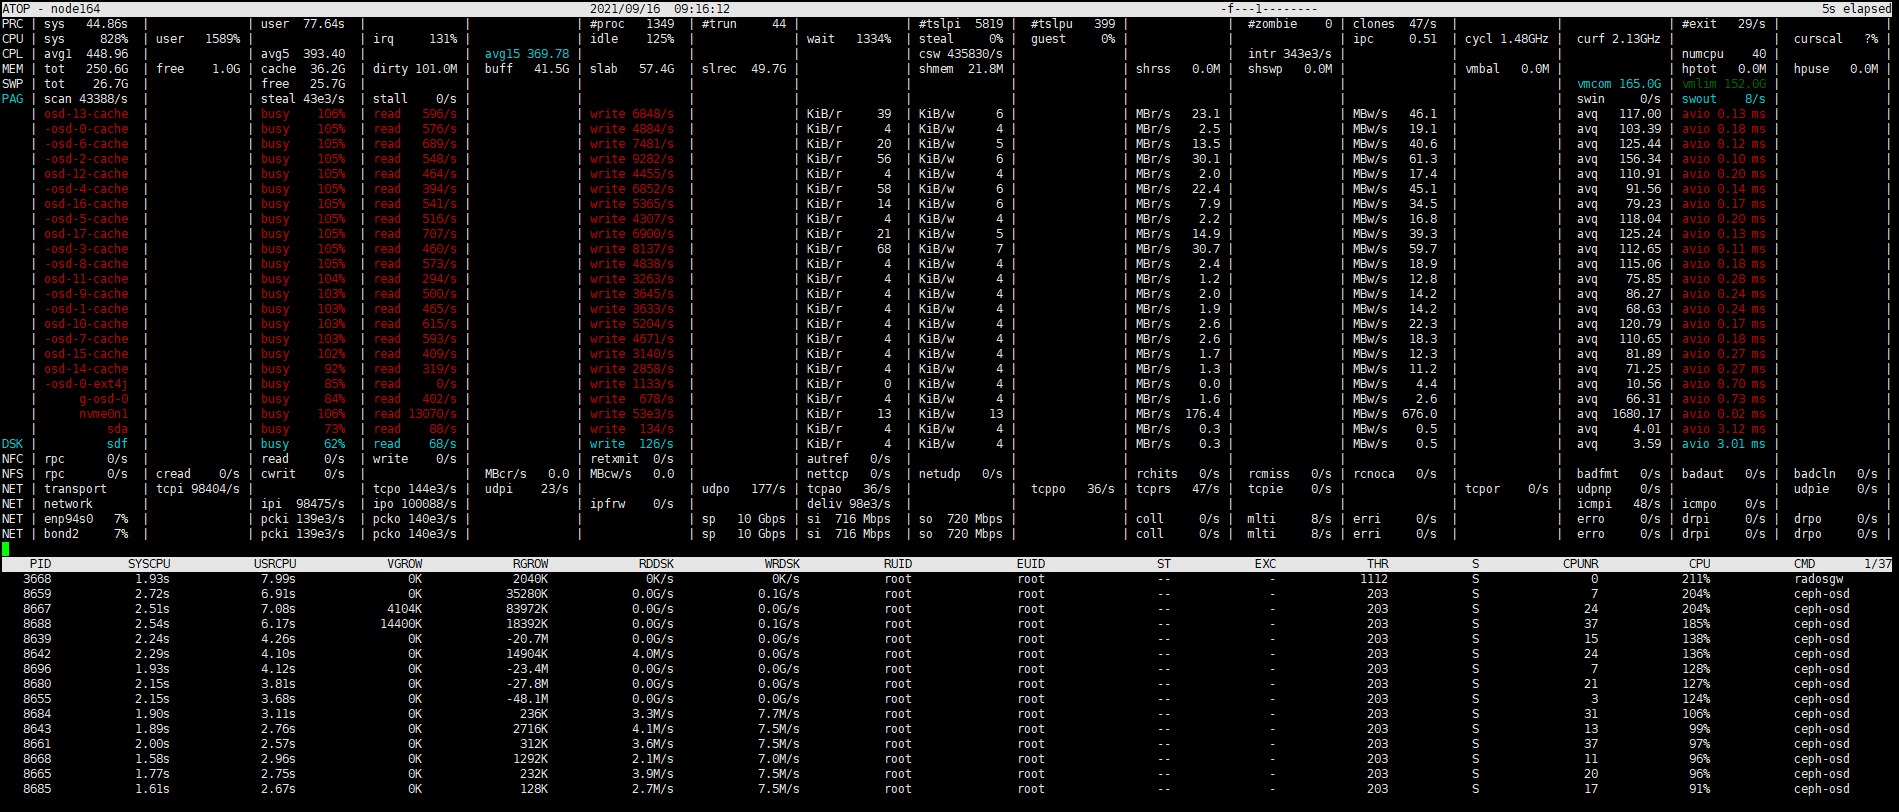 ATOP - node164 2021/09/16 09:16:12 -f---1-------- 5s elapsed
PRC | sys 44.86s | | user 77.64s | | | #proc 1349 | #trun 44 | | #tslpi 5819 | #tslpu 399 | | #zombie 0 | clones 47/s | | | #exit 29/s | |
CPU | sys 828% | user 1589% | | irq 131% | | idle 125% | | wait 1334% | steal 0% | guest 0% | | | ipc 0.51 | cycl 1.48GHz | curf 2.13GHz | | curscal ?% |
CPL | avg1 448.96 | | avg5 393.40 | | avg15 369.78 | | | | csw 435830/s | | | intr 343e3/s | | | | numcpu 40 | |
MEM | tot 250.6G | free 1.0G | cache 36.2G | dirty 101.0M | buff 41.5G | slab 57.4G | slrec 49.7G | | shmem 21.8M | | shrss 0.0M | shswp 0.0M | | vmbal 0.0M | | hptot 0.0M | hpuse 0.0M |
SWP | tot 26.7G | | free 25.7G | | | | | | | | | | | | vmcom 165.0G | vmlim 152.0G | |
PAG | scan 43388/s | | steal 43e3/s | stall 0/s | | | | | | | | | | | swin 0/s | swout 8/s | |
| osd-13-cache | | busy 106% | read 596/s | | write 6848/s | | KiB/r 39 | KiB/w 6 | | MBr/s 23.1 | | MBw/s 46.1 | | avq 117.00 | avio 0.13 ms | |
| -osd-0-cache | | busy 105% | read 576/s | | write 4884/s | | KiB/r 4 | KiB/w 4 | | MBr/s 2.5 | | MBw/s 19.1 | | avq 103.39 | avio 0.18 ms | |
| -osd-6-cache | | busy 105% | read 689/s | | write 7481/s | | KiB/r 20 | KiB/w 5 | | MBr/s 13.5 | | MBw/s 40.6 | | avq 125.44 | avio 0.12 ms | |
| -osd-2-cache | | busy 105% | read 548/s | | write 9282/s | | KiB/r 56 | KiB/w 6 | | MBr/s 30.1 | | MBw/s 61.3 | | avq 156.34 | avio 0.10 ms | |
| osd-12-cache | | busy 105% | read 464/s | | write 4455/s | | KiB/r 4 | KiB/w 4 | | MBr/s 2.0 | | MBw/s 17.4 | | avq 110.91 | avio 0.20 ms | |
| -osd-4-cache | | busy 105% | read 394/s | | write 6852/s | | KiB/r 58 | KiB/w 6 | | MBr/s 22.4 | | MBw/s 45.1 | | avq 91.56 | avio 0.14 ms | |
| osd-16-cache | | busy 105% | read 541/s | | write 5365/s | | KiB/r 14 | KiB/w 6 | | MBr/s 7.9 | | MBw/s 34.5 | | avq 79.23 | avio 0.17 ms | |
| -osd-5-cache | | busy 105% | read 516/s | | write 4307/s | | KiB/r 4 | KiB/w 4 | | MBr/s 2.2 | | MBw/s 16.8 | | avq 118.04 | avio 0.20 ms | |
| osd-17-cache | | busy 105% | read 707/s | | write 6900/s | | KiB/r 21 | KiB/w 5 | | MBr/s 14.9 | | MBw/s 39.3 | | avq 125.24 | avio 0.13 ms | |
| -osd-3-cache | | busy 105% | read 460/s | | write 8137/s | | KiB/r 68 | KiB/w 7 | | MBr/s 30.7 | | MBw/s 59.7 | | avq 112.65 | avio 0.11 ms | |
| -osd-8-cache | | busy 105% | read 573/s | | write 4838/s | | KiB/r 4 | KiB/w 4 | | MBr/s 2.4 | | MBw/s 18.9 | | avq 115.06 | avio 0.18 ms | |
| osd-11-cache | | busy 104% | read 294/s | | write 3263/s | | KiB/r 4 | KiB/w 4 | | MBr/s 1.2 | | MBw/s 12.8 | | avq 75.85 | avio 0.28 ms | |
| -osd-9-cache | | busy 103% | read 500/s | | write 3645/s | | KiB/r 4 | KiB/w 4 | | MBr/s 2.0 | | MBw/s 14.2 | | avq 86.27 | avio 0.24 ms | |
| -osd-1-cache | | busy 103% | read 465/s | | write 3633/s | | KiB/r 4 | KiB/w 4 | | MBr/s 1.9 | | MBw/s 14.2 | | avq 68.63 | avio 0.24 ms | |
| osd-10-cache | | busy 103% | read 615/s | | write 5204/s | | KiB/r 4 | KiB/w 4 | | MBr/s 2.6 | | MBw/s 22.3 | | avq 120.79 | avio 0.17 ms | |
| -osd-7-cache | | busy 103% | read 593/s | | write 4671/s | | KiB/r 4 | KiB/w 4 | | MBr/s 2.6 | | MBw/s 18.3 | | avq 110.65 | avio 0.18 ms | |
| osd-15-cache | | busy 102% | read 409/s | | write 3140/s | | KiB/r 4 | KiB/w 4 | | MBr/s 1.7 | | MBw/s 12.3 | | avq 81.89 | avio 0.27 ms | |
| osd-14-cache | | busy 92% | read 319/s | | write 2858/s | | KiB/r 4 | KiB/w 4 | | MBr/s 1.3 | | MBw/s 11.2 | | avq 71.25 | avio 0.27 ms | |
| -osd-0-ext4j | | busy 85% | read 0/s | | write 1133/s | | KiB/r 0 | KiB/w 4 | | MBr/s 0.0 | | MBw/s 4.4 | | avq 10.56 | avio 0.70 ms | |
| g-osd-0 | | busy 84% | read 402/s | | write 678/s | | KiB/r 4 | KiB/w 4 | | MBr/s 1.6 | | MBw/s 2.6 | | avq 66.31 | avio 0.73 ms | |
| nvme0n1 | | busy 106% | read 13070/s | | write 53e3/s | | KiB/r 13 | KiB/w 13 | | MBr/s 176.4 | | MBw/s 676.0 | | avq 1680.17 | avio 0.02 ms | |
| sda | | busy 73% | read 88/s | | write 134/s | | KiB/r 4 | KiB/w 4 | | MBr/s 0.3 | | MBw/s 0.5 | | avq 4.01 | avio 3.12 ms | |
DSK | sdf | | busy 62% | read 68/s | | write 126/s | | KiB/r 4 | KiB/w 4 | | MBr/s 0.3 | | MBw/s 0.5 | | avq 3.59 | avio 3.01 ms | |
NFC | rpc 0/s | | read 0/s | write 0/s | | retxmit 0/s | | autref 0/s | | | | | | | | | |
NFS | rpc 0/s | cread 0/s | cwrit 0/s | | MBcr/s 0.0 | MBcw/s 0.0 | | nettcp 0/s | netudp 0/s | | rchits 0/s | rcmiss 0/s | rcnoca 0/s | | badfmt 0/s | badaut 0/s | badcln 0/s |
NET | transport | tcpi 98404/s | | tcpo 144e3/s | udpi 23/s | | udpo 177/s | tcpao 36/s | | tcppo 36/s | tcprs 47/s | tcpie 0/s | | tcpor 0/s | udpnp 0/s | | udpie 0/s |
NET | network | | ipi 98475/s | ipo 100088/s | | ipfrw 0/s | | deliv 98e3/s | | | | | | | icmpi 48/s | icmpo 0/s | |
NET | enp94s0 7% | | pcki 139e3/s | pcko 140e3/s | | | sp 10 Gbps | si 716 Mbps | so 720 Mbps | | coll 0/s | mlti 8/s | erri 0/s | | erro 0/s | drpi 0/s | drpo 0/s |
NET | bond2 7% | | pcki 139e3/s | pcko 140e3/s | | | sp 10 Gbps | si 716 Mbps | so 720 Mbps | | coll 0/s | mlti 8/s | erri 0/s | | erro 0/s | drpi 0/s | drpo 0/s |
PID SYSCPU USRCPU VGROW RGROW RDDSK WRDSK RUID EUID ST EXC THR S CPUNR CPU CMD 1/37
3668 1.93s 7.99s 0K 2040K 0K/s 0K/s root root -- - 1112 S 0 211% radosgw
8659 2.72s 6.91s 0K 35280K 0.0G/s 0.1G/s root root -- - 203 S 7 204% ceph-osd
8667 2.51s 7.08s 4104K 83972K 0.0G/s 0.0G/s root root -- - 203 S 24 204% ceph-osd
8688 2.54s 6.17s 14400K 18392K 0.0G/s 0.1G/s root root -- - 203 S 37 185% ceph-osd
8639 2.24s 4.26s 0K -20.7M 0.0G/s 0.0G/s root root -- - 203 S 15 138% ceph-osd
8642 2.29s 4.10s 0K 14904K 4.0M/s 0.0G/s root root -- - 203 S 24 136% ceph-osd
8696 1.93s 4.12s 0K -23.4M 0.0G/s 0.0G/s root root -- - 203 S 7 128% ceph-osd
8680 2.15s 3.81s 0K -27.8M 0.0G/s 0.0G/s root root -- - 203 S 21 127% ceph-osd
8655 2.15s 3.68s 0K -48.1M 0.0G/s 0.0G/s root root -- - 203 S 3 124% ceph-osd
8684 1.90s 3.11s 0K 236K 3.3M/s 7.7M/s root root -- - 203 S 31 106% ceph-osd
8643 1.89s 2.76s 0K 2716K 4.1M/s 7.5M/s root root -- - 203 S 13 99% ceph-osd
8661 2.00s 2.57s 0K 312K 3.6M/s 7.5M/s root root -- - 203 S 37 97% ceph-osd
8668 1.58s 2.96s 0K 1292K 2.1M/s 7.0M/s root root -- - 203 S 11 96% ceph-osd
8665 1.77s 2.75s 0K 232K 3.9M/s 7.5M/s root root -- - 203 S 20 96% ceph-osd
8685 1.61s 2.67s 0K 128K 2.7M/s 7.5M/s root root -- - 203 S 17 91% ceph-osd